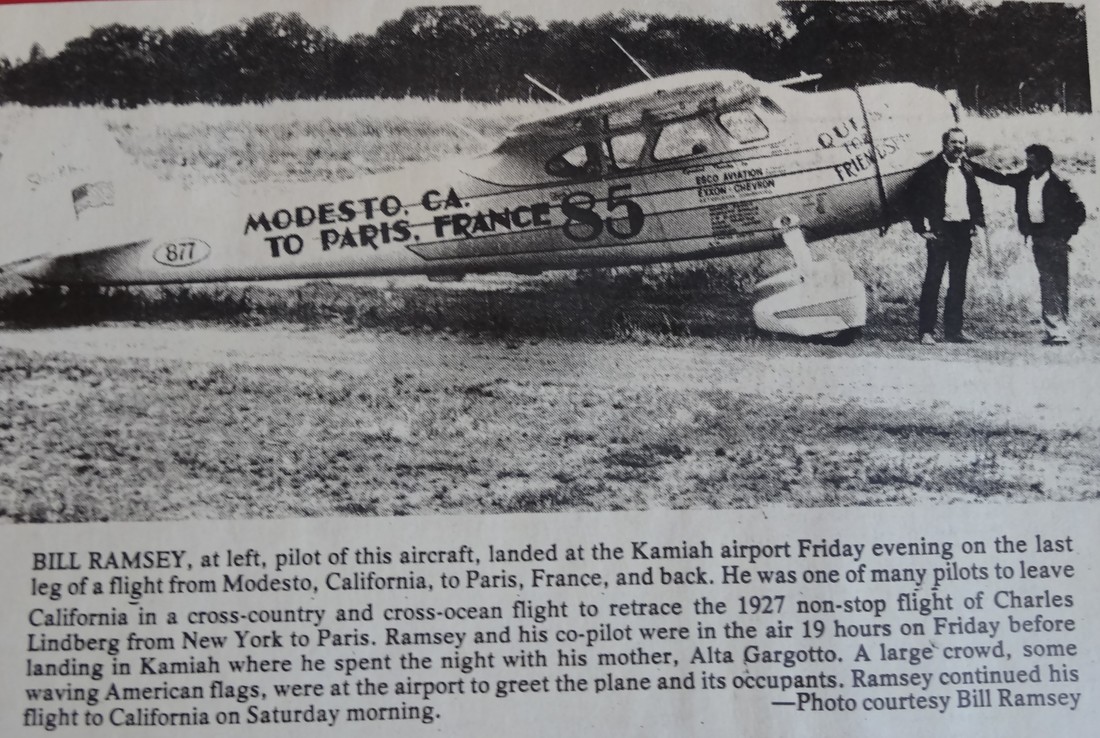 MODESTO, CA.
TO PARIS, FRANCE
85
877
ESCO AVIATION
EXXON - CHEVRON
FRIENDSHIP
BILL RAMSEY, at left, pilot of this aircraft, landed at the Kamiah airport Friday evening on the last
leg of a flight from Modesto, California, to Paris, France, and back. He was one of many pilots to leave
California in a cross-country and cross-ocean flight to retrace the 1927 non-stop flight of Charles
Lindberg from New York to Paris. Ramsey and his co-pilot were in the air 19 hours on Friday before
landing in Kamiah where he spent the night with his mother, Alta Gargotto. A large crowd, some
waving American flags, were at the airport to greet the plane and its occupants. Ramsey continued his
flight to California on Saturday morning.
—Photo courtesy Bill Ramsey